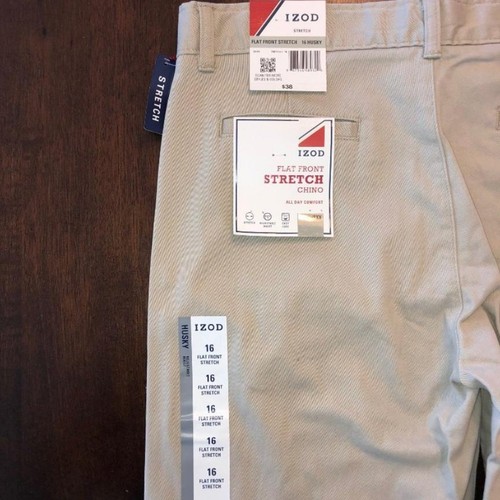 IZOD
STRETCH
FLAT FRONT STRETCH 16 HUSKY
$38
STRETCH
IZOD
FLAT FRONT
STRETCH
CHINO
ALL DAY COMFORT
STRETCH
HUSKY
IZOD
16
FLAT FRONT
STRETCH
16
FLAT FRONT
STRETCH
16
FLAT FRONT
STRETCH
16
FLAT FRONT
STRETCH
16
FLAT FRONT
STRETCH